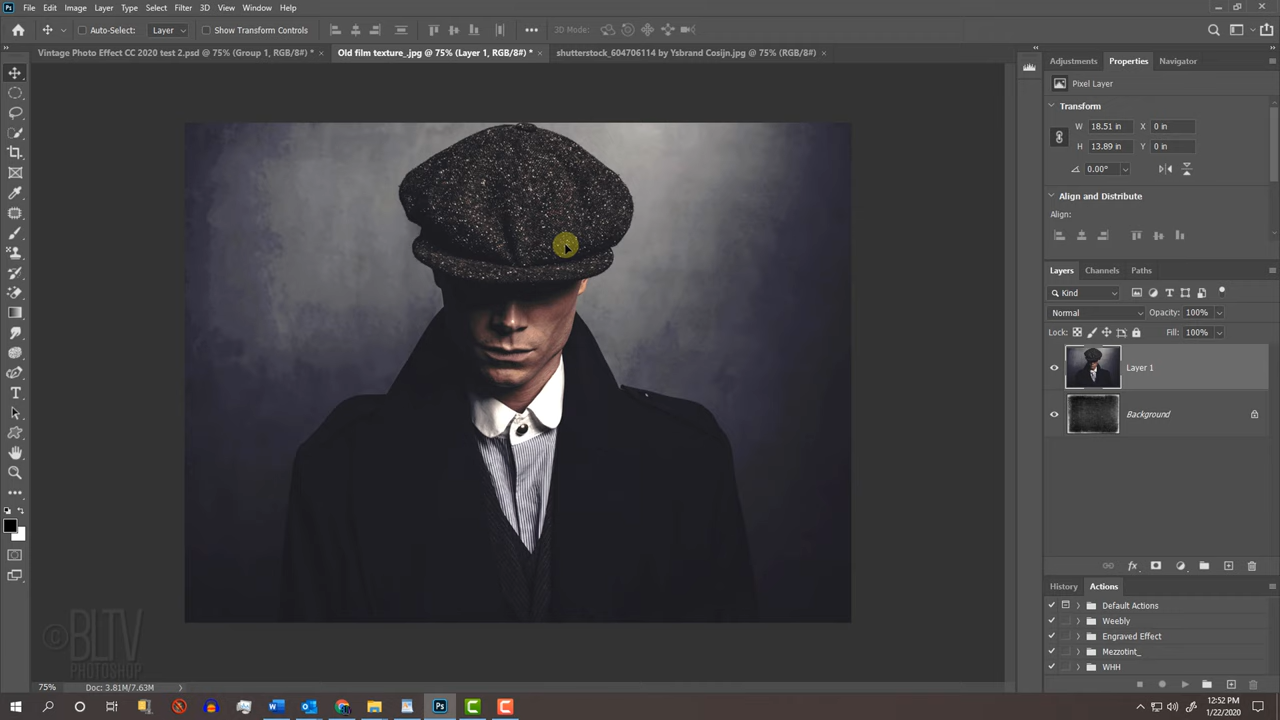 Ps File Edit Image Layer Type Select Filter 3D View Window Help
Auto-Select: Layer Show Transform Controls 3D Mode:
Vintage Photo Effect CC 2020 test 2.psd @ 75% (Group 1, RGB/8#) * × Old film texture_.jpg @ 75% (Layer 1, RGB/8#) * × shutterstock_604706114 by Ysbrand Cosijn.jpg @ 75% (RGB/8#) ×
Adjustments Properties Navigator
Pixel Layer
Transform
W 18.51 in X 0 in
H 13.89 in Y 0 in
0.00°
Align and Distribute
Align:
Layers Channels Paths
Kind
Normal Opacity: 100%
Lock: Fill: 100%
Layer 1
Background
History Actions
Default Actions
Weebly
Engraved Effect
Mezzotint_
WHH
©BLTV
PHOTOSHOP
75% Doc: 3.81M/7.63M
12:52 PM
1/22/2020